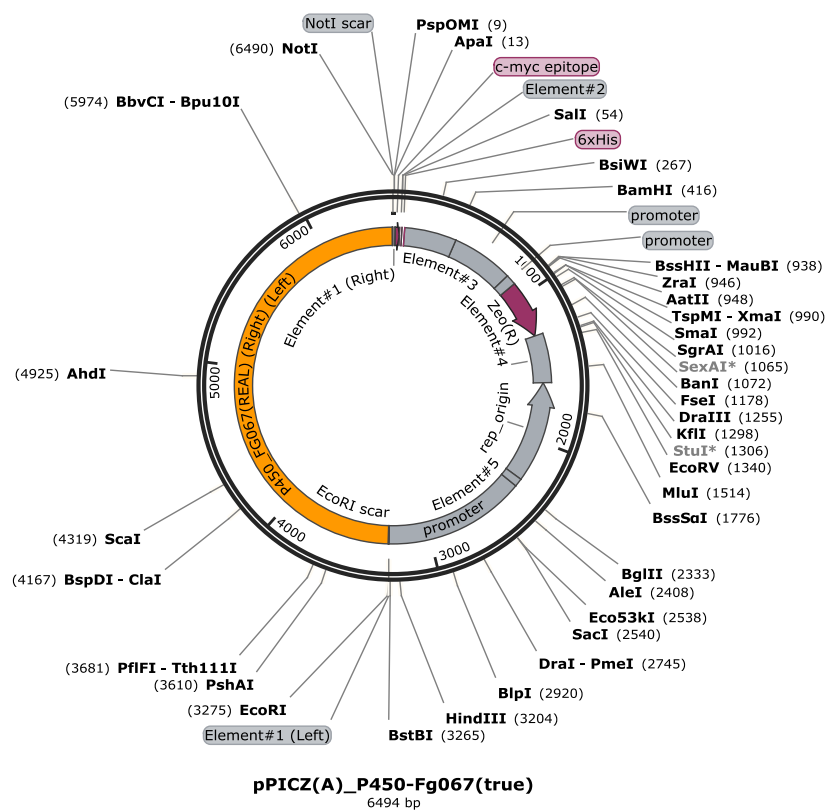 NotI scar
PspOMI (9)
(6490) NotI
ApaI (13)
c-myc epitope
Element#2
(5974) BbvCI - Bpu10I
SalI (54)
6xHis
BsiWI (267)
BamHI (416)
promoter
promoter
BssHII - MauBI (938)
ZraI (946)
AatII (948)
TspMI - XmaI (990)
SmaI (992)
SgrAI (1016)
SexAI* (1065)
BanI (1072)
FseI (1178)
DraIII (1255)
KflI (1298)
StuI* (1306)
EcoRV (1340)
MluI (1514)
BssSαI (1776)
BglII (2333)
AleI (2408)
Eco53kI (2538)
SacI (2540)
DraI - PmeI (2745)
BlpI (2920)
HindIII (3204)
BstBI (3265)
Element#1 (Left)
(3275) EcoRI
(3610) PshAI
(3681) PflFI - Tth111I
(4167) BspDI - ClaI
(4319) ScaI
(4925) AhdI
6000
5000
4000
3000
2000
Element#1 (Right)
Element#3
Zeo(R)
Element#4
rep_origin
Element#5
promoter
EcoRI scar
P450_FG067(REAL) (Right) (Left)
pPICZ(A)_P450-Fg067(true)
6494 bp